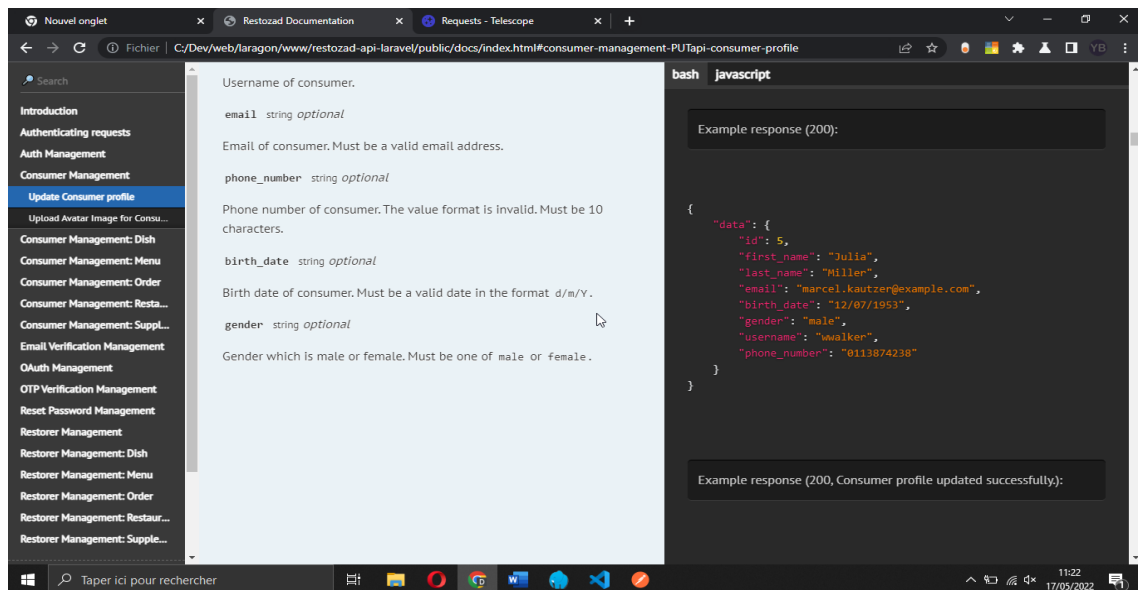 Nouvel onglet
Restozad Documentation
Requests - Telescope
Fichier
C:/Dev/web/laragon/www/restozad-api-laravel/public/docs/index.html#consumer-management-PUTapi-consumer-profile
YB
Search
Introduction
Authenticating requests
Auth Management
Consumer Management
Update Consumer profile
Upload Avatar Image for Consu...
Consumer Management: Dish
Consumer Management: Menu
Consumer Management: Order
Consumer Management: Resta...
Consumer Management: Suppl...
Email Verification Management
OAuth Management
OTP Verification Management
Reset Password Management
Restorer Management
Restorer Management: Dish
Restorer Management: Menu
Restorer Management: Order
Restorer Management: Restaur...
Restorer Management: Supple...
Username of consumer.
email string optional
Email of consumer. Must be a valid email address.
phone_number string optional
Phone number of consumer. The value format is invalid. Must be 10
characters.
birth_date string optional
Birth date of consumer. Must be a valid date in the format d/m/Y.
gender string optional
Gender which is male or female. Must be one of male or female.
bash javascript
Example response (200):
{
"data": {
"id": 5,
"first_name": "Julia",
"last_name": "Miller",
"email": "marcel.kautzer@example.com",
"birth_date": "12/07/1953",
"gender": "male",
"username": "wwalker",
"phone_number": "0113874238"
}
}
Example response (200, Consumer profile updated successfully.):
Taper ici pour rechercher
11:22
17/05/2022
1